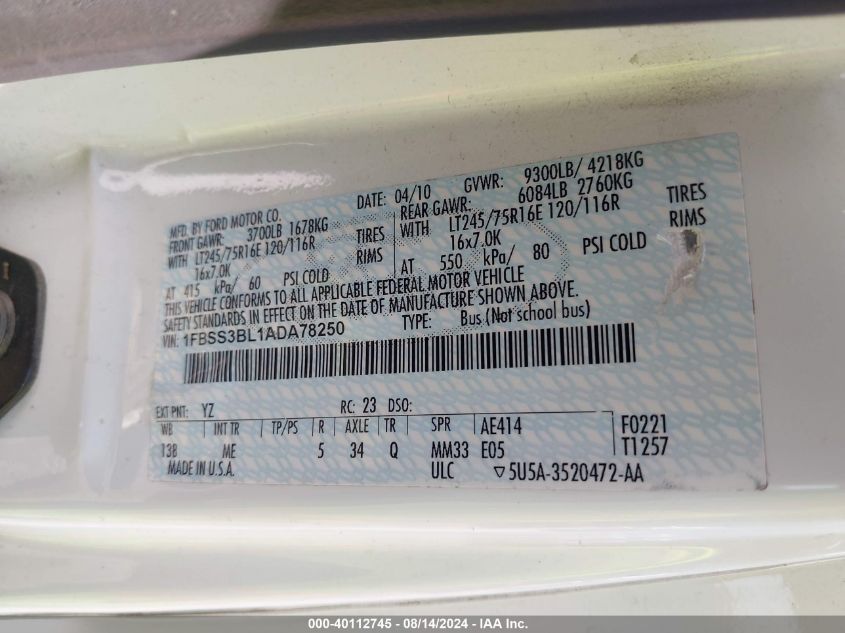 MFD. BY FORD MOTOR CO. DATE: 04/10 GVWR: 9300LB/ 4218KG
FRONT GAWR: 3700LB 1678KG REAR GAWR: 6084LB 2760KG
WITH LT245/75R16E 120/116R TIRES WITH LT245/75R16E 120/116R TIRES
16x7.0K RIMS 16x7.0K RIMS
AT 415 kPa/ 60 PSI COLD AT 550 kPa/ 80 PSI COLD
THIS VEHICLE CONFORMS TO ALL APPLICABLE FEDERAL MOTOR VEHICLE
SAFETY STANDARDS IN EFFECT ON THE DATE OF MANUFACTURE SHOWN ABOVE.
VIN: 1FBSS3BL1ADA78250 TYPE: Bus (Not school bus)
EXT PNT: YZ RC: 23 DSO:
WB INT TR TP/PS R AXLE TR SPR AE414 F0221
138 ME 5 34 Q MM33 E05 T1257
MADE IN U.S.A. ULC ▽5U5A-3520472-AA
000-40112745 - 08/14/2024 - IAA Inc.